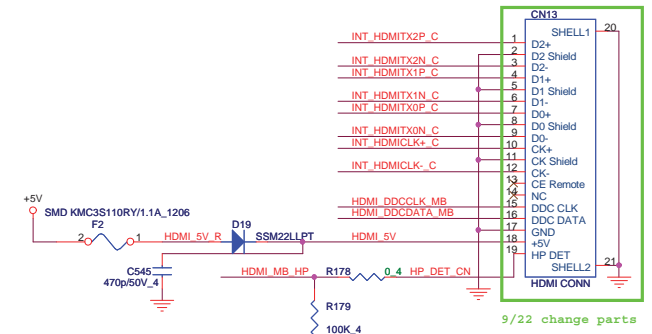 CN13
SHELL1 20
INT_HDMITX2P_C 1 D2+
2 D2 Shield
INT_HDMITX2N_C 3 D2-
INT_HDMITX1P_C 4 D1+
5 D1 Shield
INT_HDMITX1N_C 6 D1-
INT_HDMITX0P_C 7 D0+
8 D0 Shield
INT_HDMITX0N_C 9 D0-
INT_HDMICLK+_C 10 CK+
11 CK Shield
INT_HDMICLK-_C 12 CK-
13 CE Remote
14 NC
HDMI_DDCCLK_MB 15 DDC CLK
HDMI_DDCDATA_MB 16 DDC DATA
17 GND
+5V
SMD KMC3S110RY/1.1A_1206
F2 D19
2 1 HDMI_5V_R SSM22LLPT HDMI_5V 18 +5V
19 HP DET
SHELL2 21
C545
470p/50V_4
HDMI_MB_HP R178 0_4 HP_DET_CN
HDMI CONN
R179
100K_4
9/22 change parts